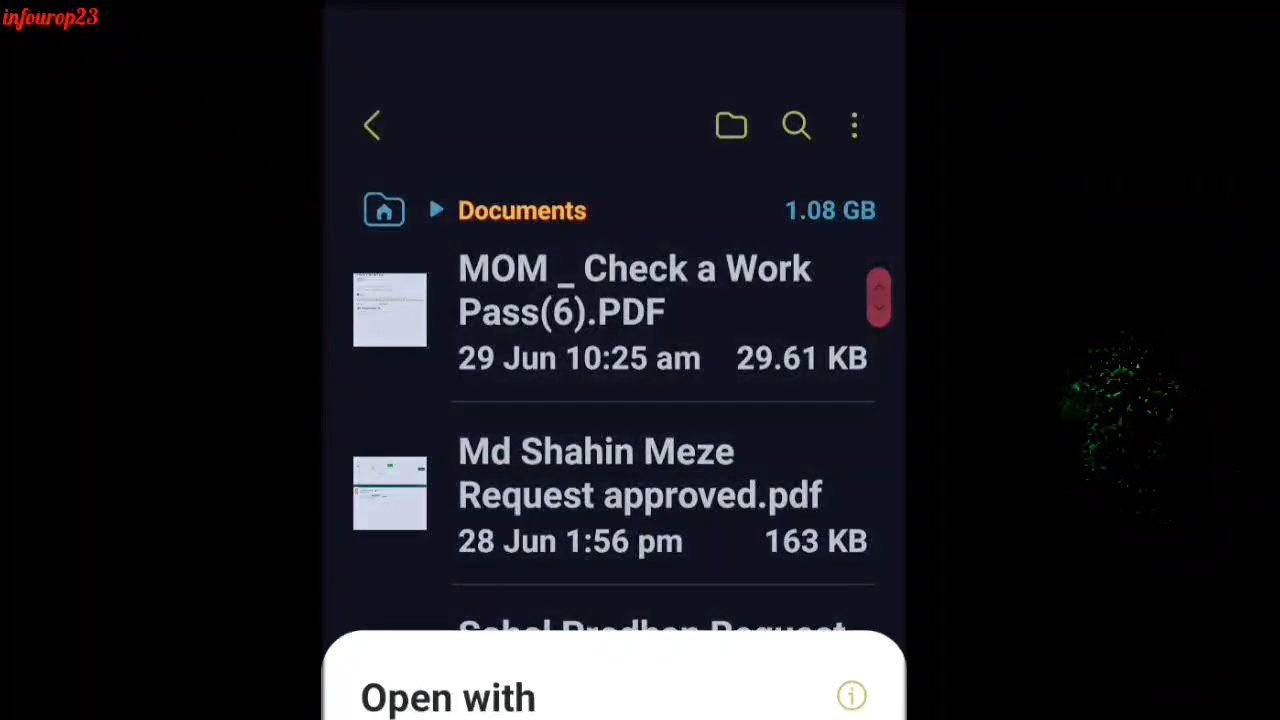 infourop23
Documents
1.08 GB
MOM _ Check a Work
Pass(6).PDF
29 Jun 10:25 am
29.61 KB
Md Shahin Meze
Request approved.pdf
28 Jun 1:56 pm
163 KB
Request
Open with